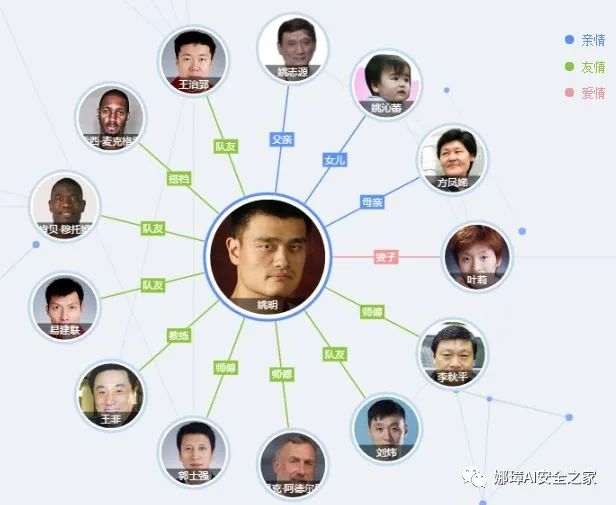 亲情
友情
爱情
姚志源
王治郅
姚沁蕾
西·麦克格
方凤娣
肯贝·穆托姆
叶莉
姚明
易建联
李秋平
王非
刘炜
郭士强
克·阿德尔
父亲
女儿
母亲
妻子
师傅
队友
师傅
师傅
教练
队友
队友
搭档
队友
娜璋AI安全之家